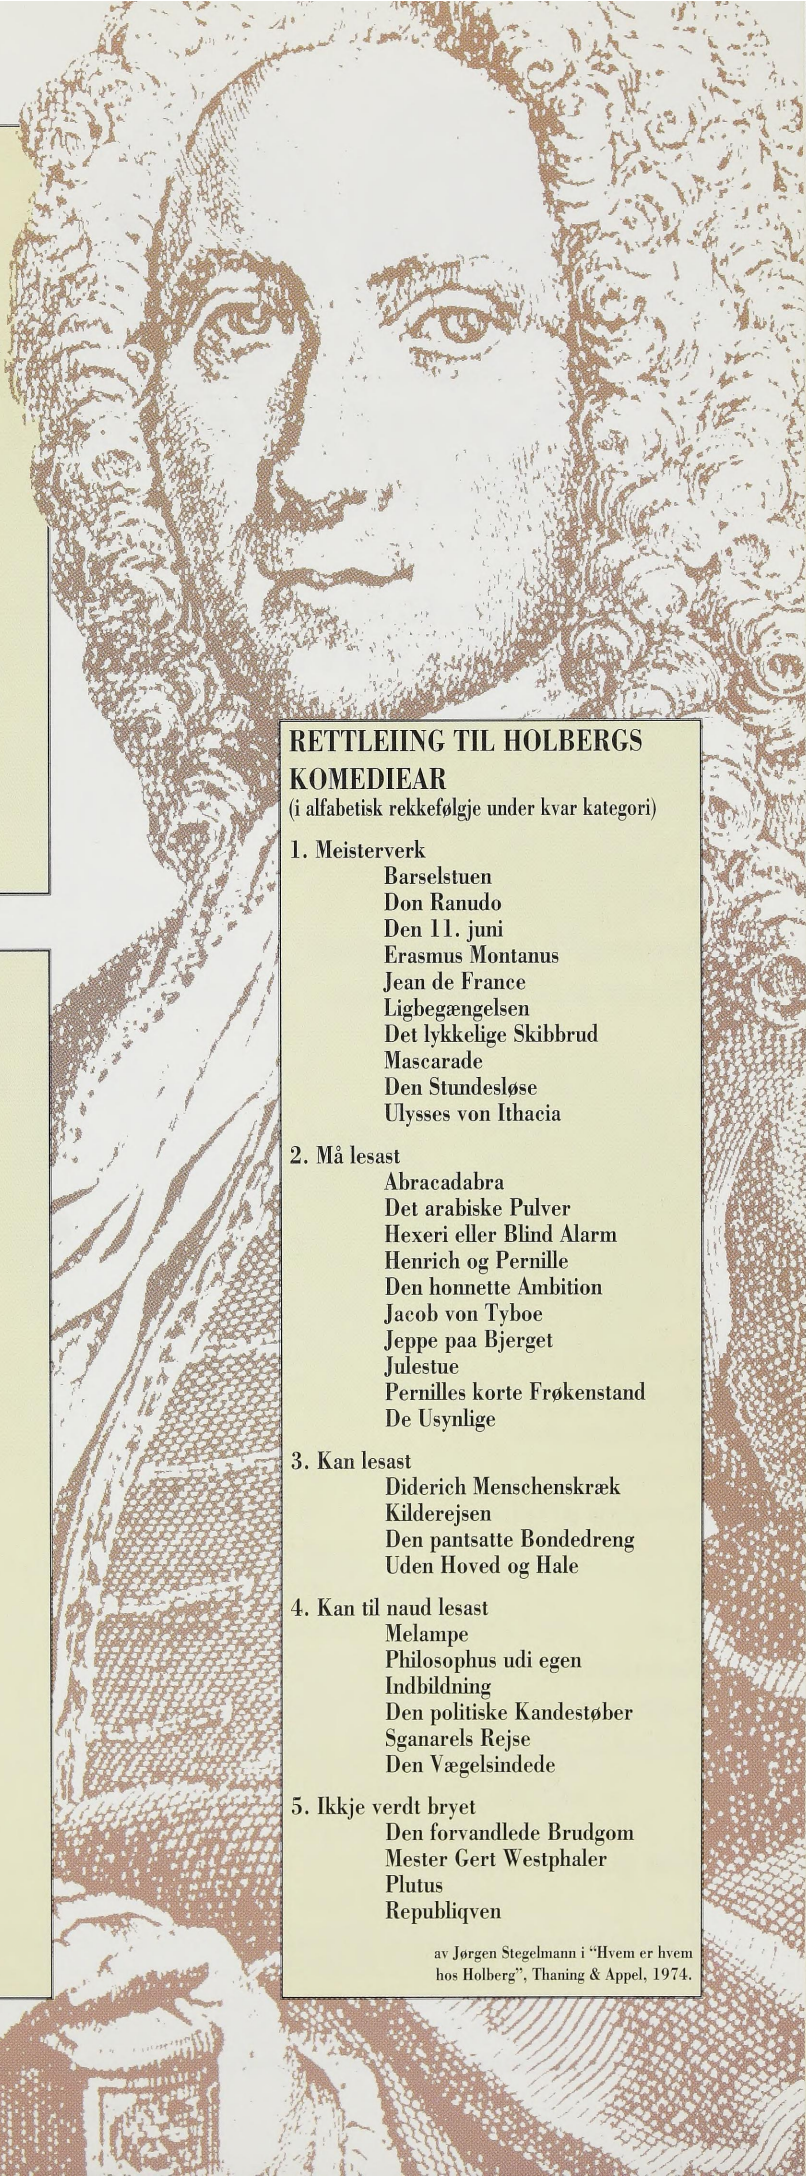 RETTLEIING TIL HOLBERGS
KOMEDIEAR
(i alfabetisk rekkefølgje under kvar kategori)
1. Meisterverk
Barselstuen
Don Ranudo
Den 11. juni
Erasmus Montanus
Jean de France
Ligbegængelsen
Det lykkelige Skibbrud
Mascarade
Den Stundesløse
Ulysses von Ithacia
2. Må lesast
Abracadabra
Det arabiske Pulver
Hexeri eller Blind Alarm
Henrich og Pernille
Den honnette Ambition
Jacob von Tyboe
Jeppe paa Bjerget
Julestue
Pernilles korte Frøkenstand
De Usynlige
3. Kan lesast
Diderich Menschenskræk
Kilderejsen
Den pantsatte Bondedreng
Uden Hoved og Hale
4. Kan til naud lesast
Melampe
Philosophus udi egen
Indbildning
Den politiske Kandestøber
Sganarels Rejse
Den Vægelsindede
5. Ikkje verdt bryet
Den forvandlede Brudgom
Mester Gert Westphaler
Plutus
Republiqven
av Jørgen Stegelmann i “Hvem er hvem
hos Holberg”, Thaning & Appel, 1974.